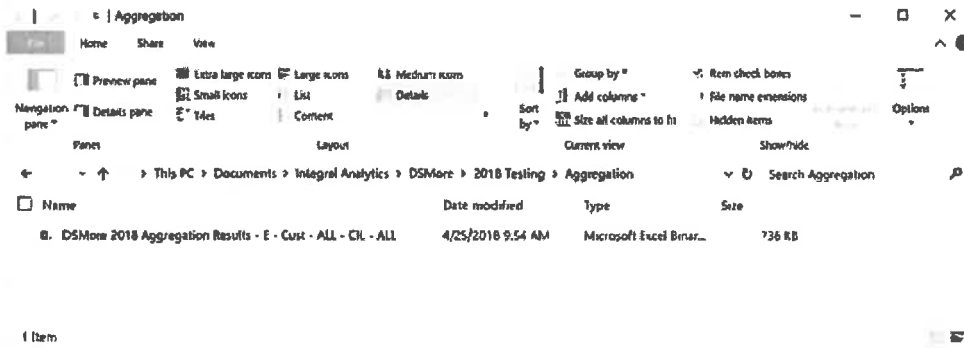 | Aggregation
File Home Share View
Preview pane Extra large icons Large icons Medium icons Group by Item check boxes
Small icons List Details Add columns File name extensions
Navigation pane Details pane Tiles Content Sort by Size all columns to fit Hidden items Options
Panes Layout Current view Show/hide
This PC > Documents > Integral Analytics > DSMore > 2018 Testing > Aggregation Search Aggregation
Name Date modified Type Size
DSMore 2018 Aggregation Results - E - Cust - ALL - CIL - ALL 4/25/2018 9:54 AM Microsoft Excel Binar... 736 KB
1 item